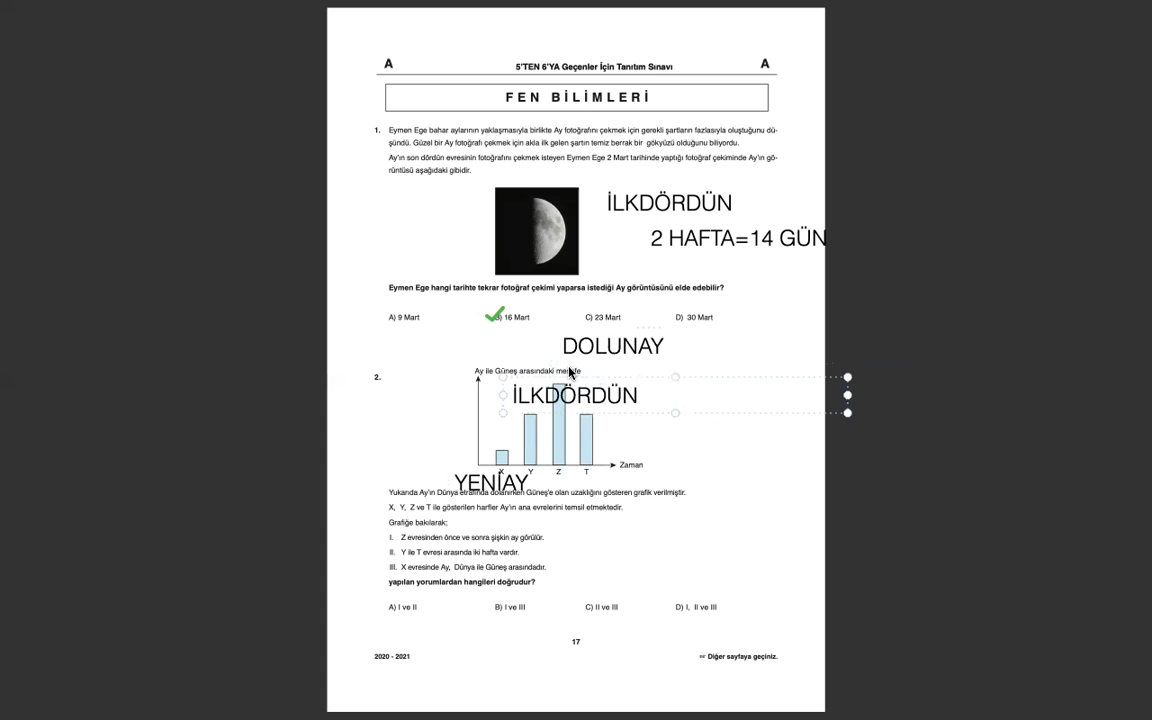 A 5'TEN 6'YA Geçenler İçin Tanıtım Sınavı A
FEN BİLİMLERİ
1. Eymen Ege bahar aylarının yaklaşmasıyla birlikte Ay fotoğrafını çekmek için gerekli şartların fazlasıyla oluştuğunu dü-
şündü. Güzel bir Ay fotoğrafı çekmek için akla ilk gelen şartın temiz berrak bir gökyüzü olduğunu biliyordu.
Ay'ın son dördün evresinin fotoğrafını çekmek isteyen Eymen Ege 2 Mart tarihinde yaptığı fotoğraf çekiminde Ay'ın gö-
rüntüsü aşağıdaki gibidir.
İLKDÖRDÜN
2 HAFTA=14 GÜN
Eymen Ege hangi tarihte tekrar fotoğraf çekimi yaparsa istediği Ay görüntüsünü elde edebilir?
A) 9 Mart B) 16 Mart C) 23 Mart D) 30 Mart
DOLUNAY
2. Ay ile Güneş arasındaki mesafe
İLKDÖRDÜN
Zaman
X Y Z T
YENİAY
Yukarıda Ay'ın Dünya etrafında dolanırken Güneş'e olan uzaklığını gösteren grafik verilmiştir.
X, Y, Z ve T ile gösterilen harfler Ay'ın ana evrelerini temsil etmektedir.
Grafiğe bakılarak;
I. Z evresinden önce ve sonra şişkin ay görülür.
II. Y ile T evresi arasında iki hafta vardır.
III. X evresinde Ay, Dünya ile Güneş arasındadır.
yapılan yorumlardan hangileri doğrudur?
A) I ve II B) I ve III C) II ve III D) I, II ve III
17
2020 - 2021 Diğer sayfaya geçiniz.